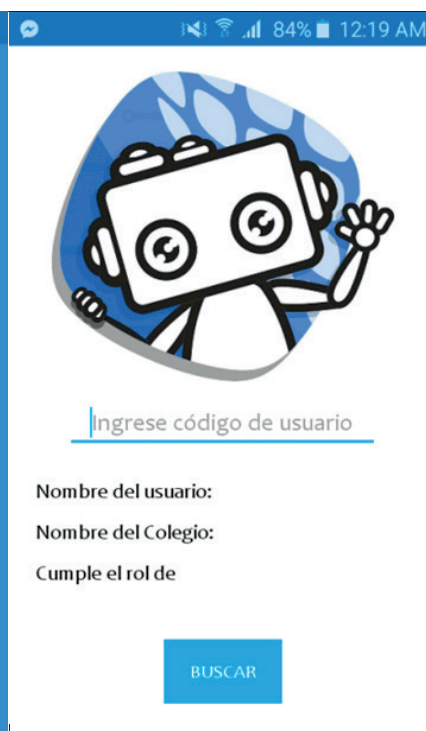 84% 12:19 AM
Ingrese código de usuario
Nombre del usuario:
Nombre del Colegio:
Cumple el rol de
BUSCAR